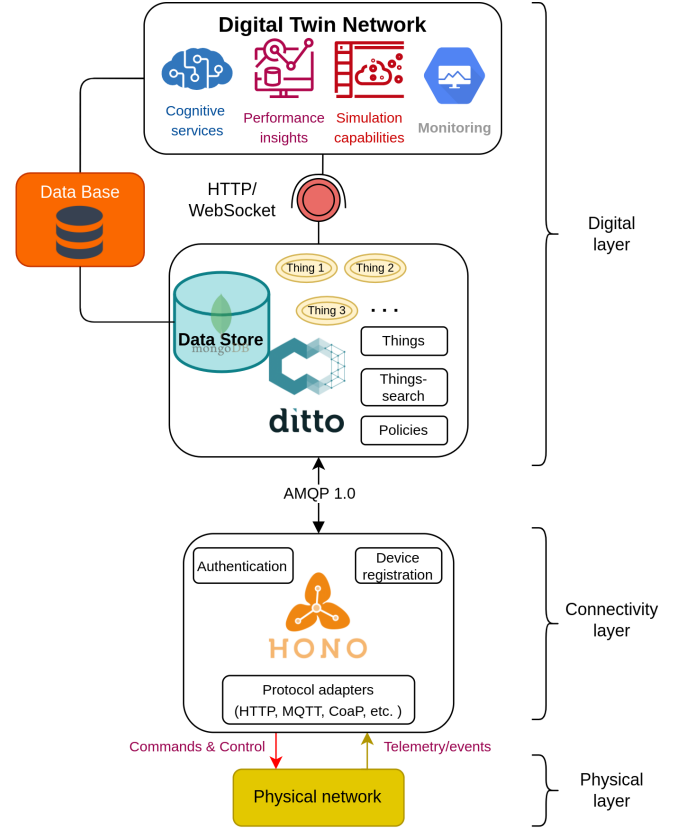 Digital Twin Network
Cognitive
services
Performance
insights
Simulation
capabilities
Monitoring
Data Base
HTTP/
WebSocket
Digital
layer
Thing 1
Thing 2
Thing 3
...
Data Store
mongoDB
Things
Things-
search
Policies
ditto
AMQP 1.0
Authentication
Device
registration
HONO
Connectivity
layer
Protocol adapters
(HTTP, MQTT, CoaP, etc. )
Commands & Control
Telemetry/events
Physical network
Physical
layer